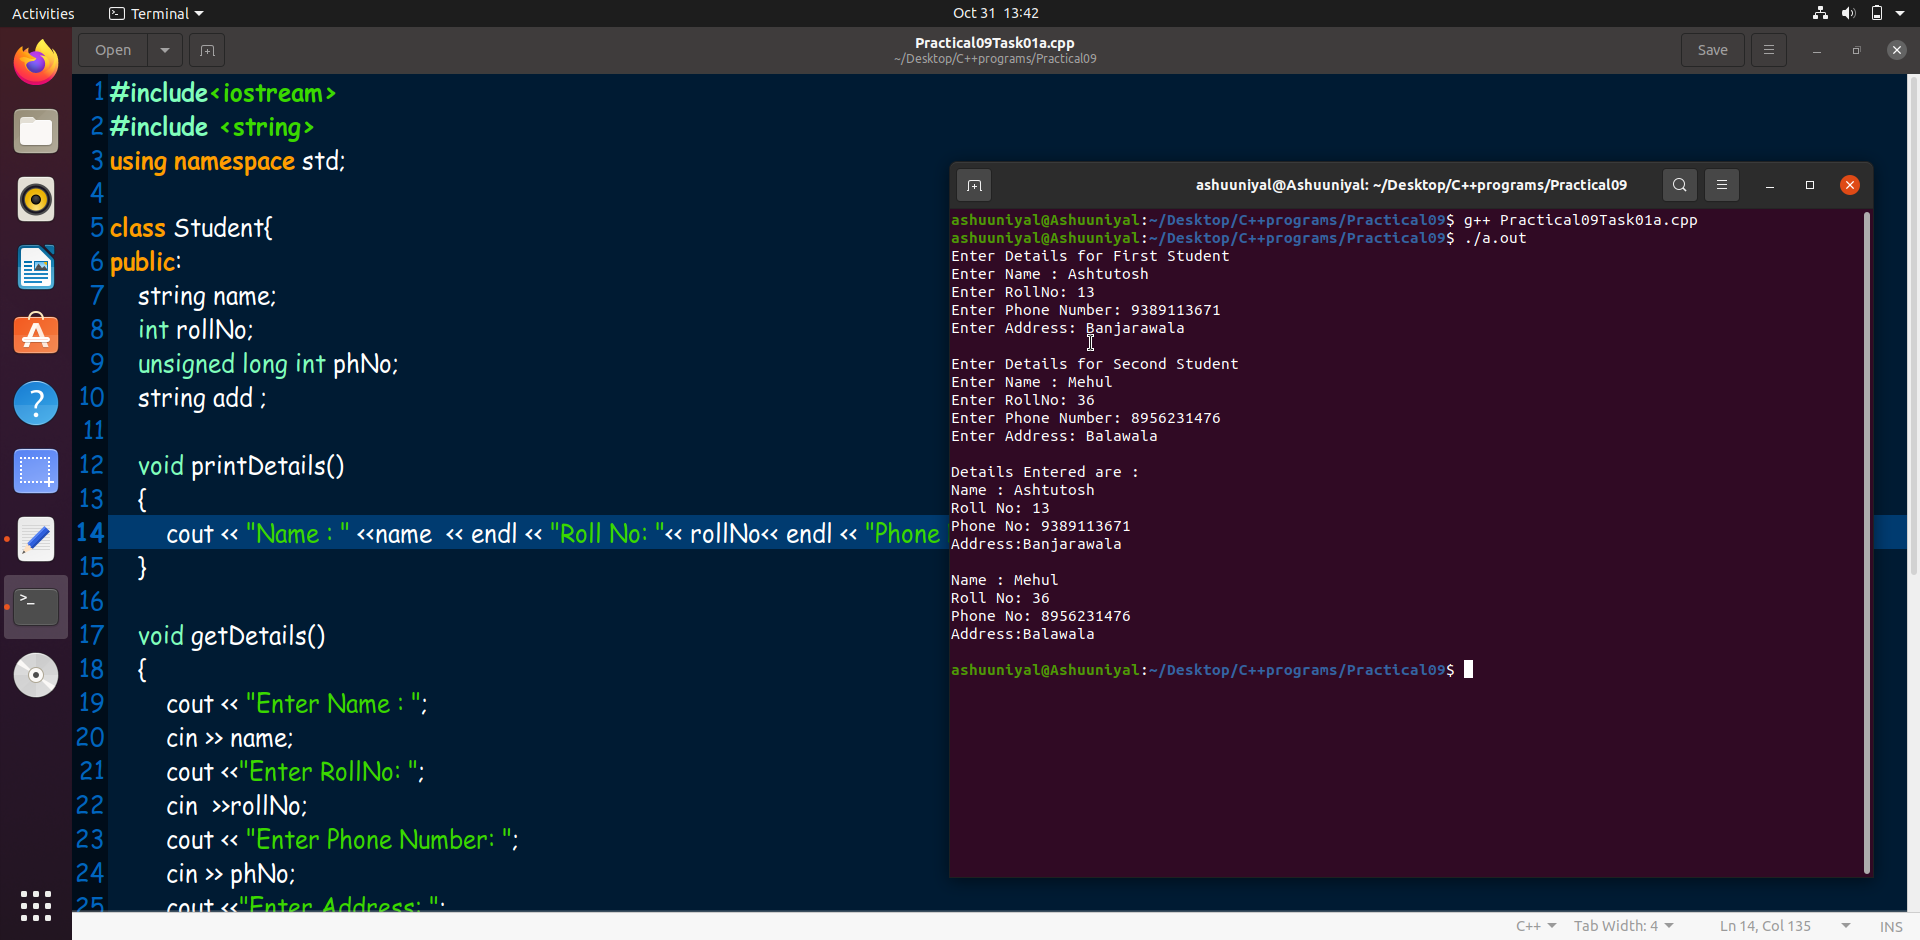 Activities
Terminal
Oct 31 13:42
Open
Practical09Task01a.cpp
~/Desktop/C++programs/Practical09
Save
1 #include<iostream>
2 #include <string>
3 using namespace std;
4
5 class Student{
6 public:
7 string name;
8 int rollNo;
9 unsigned long int phNo;
10 string add ;
11
12 void printDetails()
13 {
14 cout << "Name : " <<name << endl << "Roll No: "<< rollNo<< endl << "Phone
15 }
16
17 void getDetails()
18 {
19 cout << "Enter Name : ";
20 cin >> name;
21 cout <<"Enter RollNo: ";
22 cin >>rollNo;
23 cout << "Enter Phone Number: ";
24 cin >> phNo;
25 cout <<"Enter Address: ";
ashuuniyal@Ashuuniyal: ~/Desktop/C++programs/Practical09
ashuuniyal@Ashuuniyal:~/Desktop/C++programs/Practical09$ g++ Practical09Task01a.cpp
ashuuniyal@Ashuuniyal:~/Desktop/C++programs/Practical09$ ./a.out
Enter Details for First Student
Enter Name : Ashtutosh
Enter RollNo: 13
Enter Phone Number: 9389113671
Enter Address: Banjarawala
Enter Details for Second Student
Enter Name : Mehul
Enter RollNo: 36
Enter Phone Number: 8956231476
Enter Address: Balawala
Details Entered are :
Name : Ashtutosh
Roll No: 13
Phone No: 9389113671
Address:Banjarawala
Name : Mehul
Roll No: 36
Phone No: 8956231476
Address:Balawala
ashuuniyal@Ashuuniyal:~/Desktop/C++programs/Practical09$
C++
Tab Width: 4
Ln 14, Col 135
INS